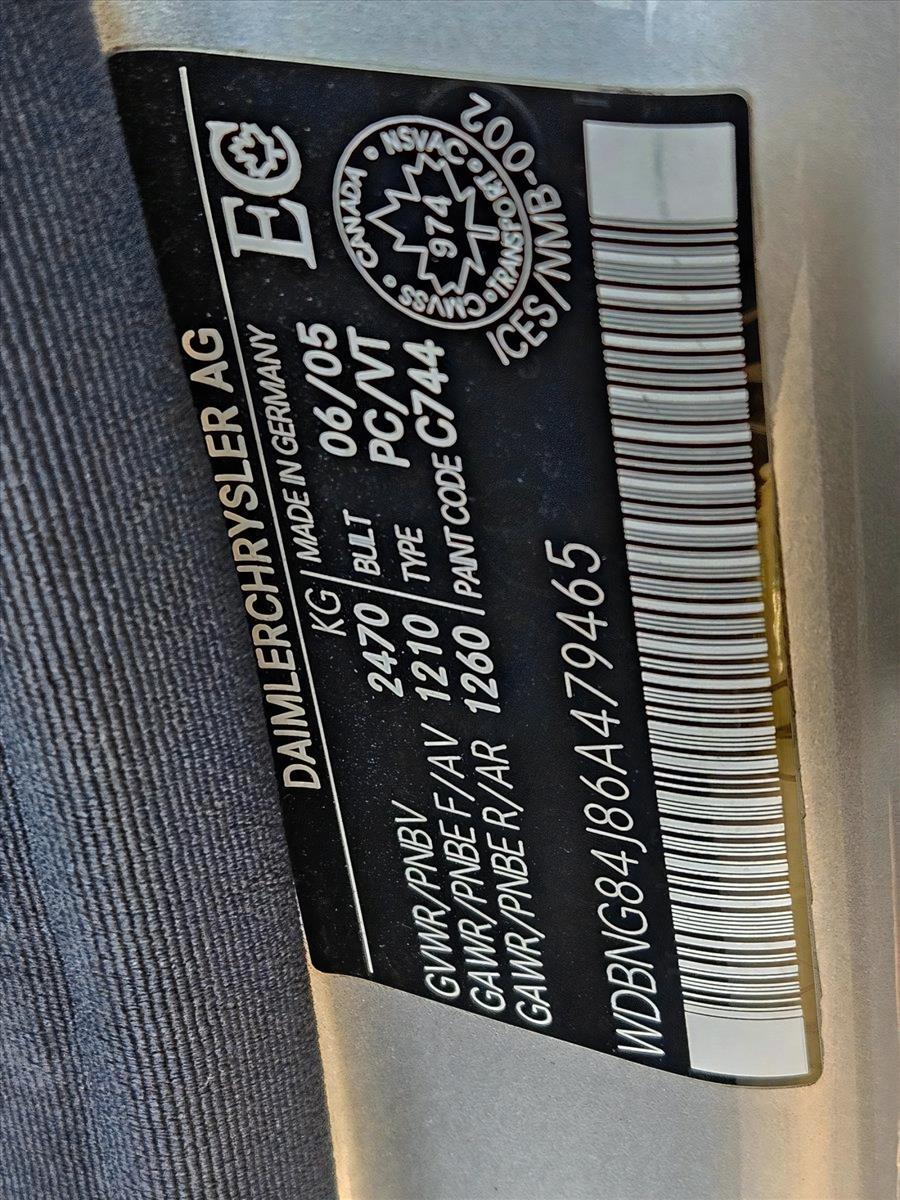 DAIMLERCHRYSLER AG
KG
MADE IN GERMANY
GVWR/PNBV 2470
BUILT 06/05
GAWR/PNBE F/AV 1210
TYPE PC/VT
GAWR/PNBE R/AR 1260
PAINT CODE C744
EC
CANADA • NSVAC • TRANSPORT • CMVSS •
974
ICES/NMB-002
WDBNG84J86A479465